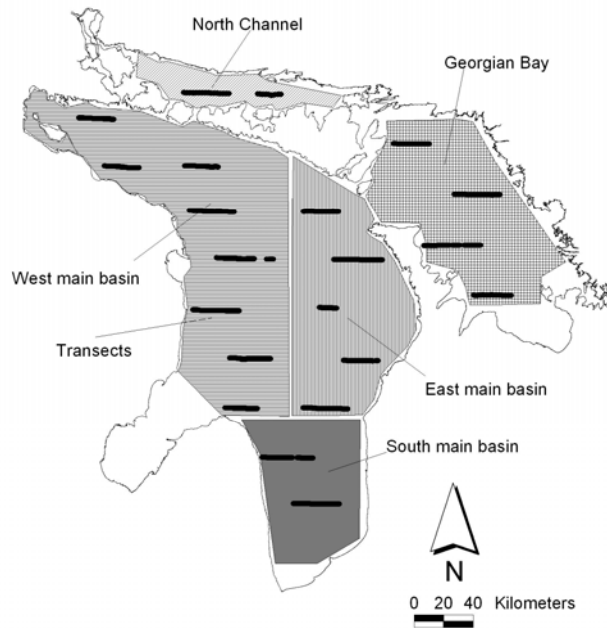 North Channel
Georgian Bay
West main basin
Transects
East main basin
South main basin
N
0 20 40 Kilometers